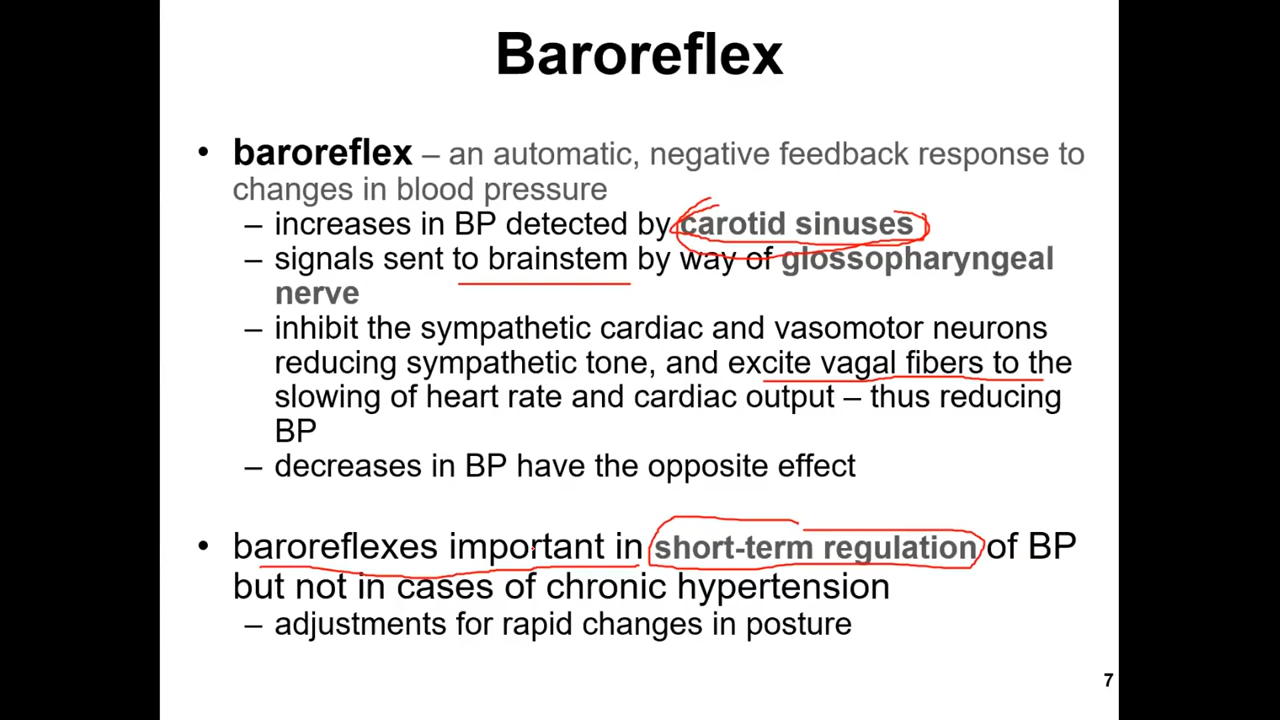 Baroreflex
• baroreflex – an automatic, negative feedback response to
changes in blood pressure
– increases in BP detected by carotid sinuses
– signals sent to brainstem by way of glossopharyngeal
nerve
– inhibit the sympathetic cardiac and vasomotor neurons
reducing sympathetic tone, and excite vagal fibers to the
slowing of heart rate and cardiac output – thus reducing
BP
– decreases in BP have the opposite effect
• baroreflexes important in short-term regulation of BP
but not in cases of chronic hypertension
– adjustments for rapid changes in posture
7